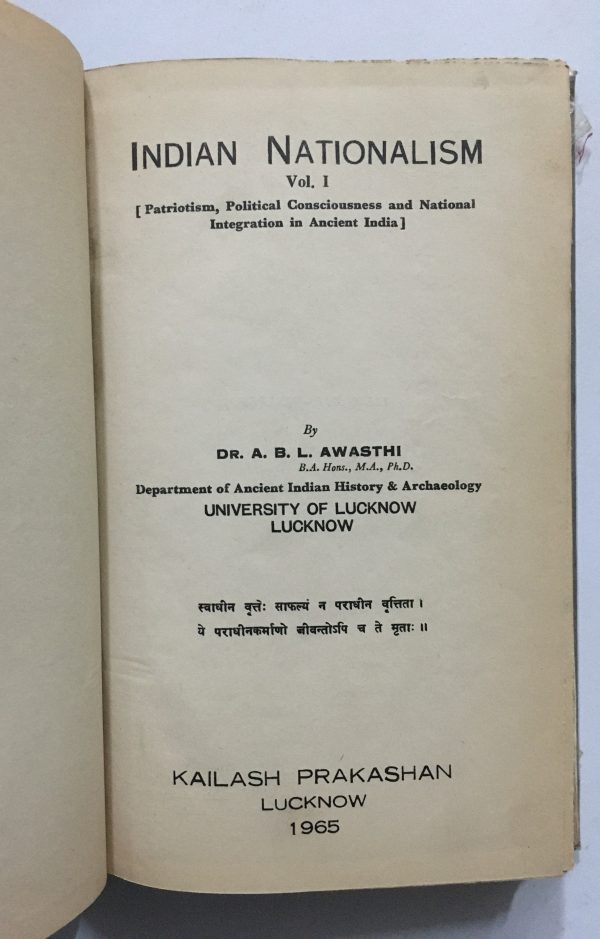 INDIAN NATIONALISM
Vol. I
[ Patriotism, Political Consciousness and National
Integration in Ancient India ]
By
DR. A. B. L. AWASTHI
B.A. Hons., M.A., Ph.D.
Department of Ancient Indian History & Archaeology
UNIVERSITY OF LUCKNOW
LUCKNOW
स्वाधीन वृत्तेः साफल्यं न पराधीन वृत्तिता ।
ये पराधीनकर्माणो जीवन्तोऽपि च ते मृताः ॥
KAILASH PRAKASHAN
LUCKNOW
1965